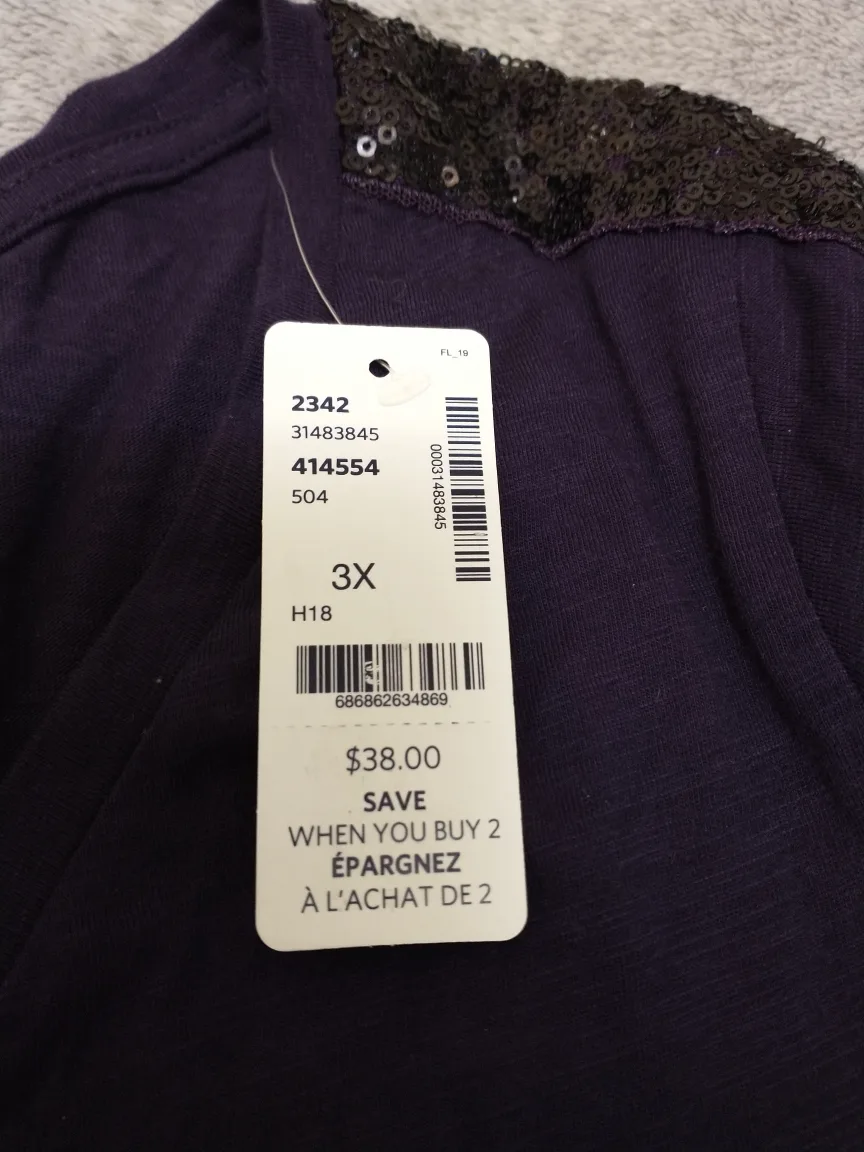 FL_19
2342
31483845
414554
504
00031483845
3X
H18
686862634869
$38.00
SAVE
WHEN YOU BUY 2
ÉPARGNEZ
À L'ACHAT DE 2